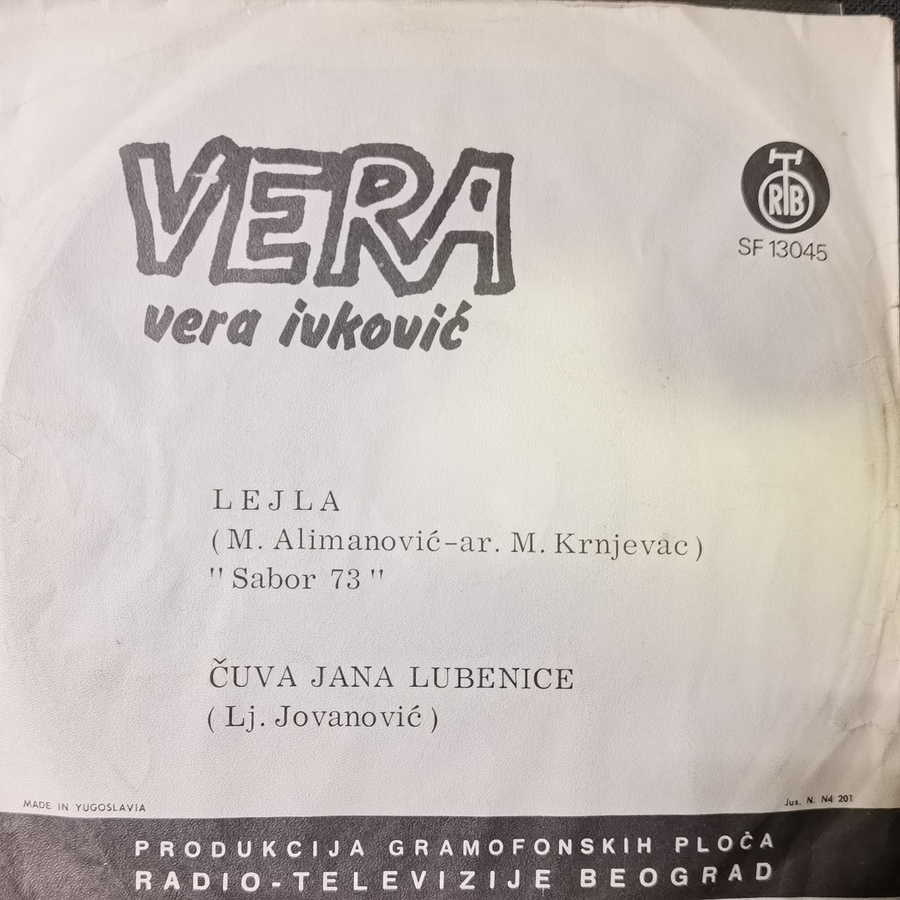 VERA
RTB
SF 13045
vera ivković
LEJLA
(M. Alimanović-ar. M. Krnjevac)
"Sabor 73"
ČUVA JANA LUBENICE
(Lj. Jovanović)
MADE IN YUGOSLAVIA
Jus. N. N4 201
PRODUKCIJA GRAMOFONSKIH PLOČA
RADIO-TELEVIZIJE BEOGRAD